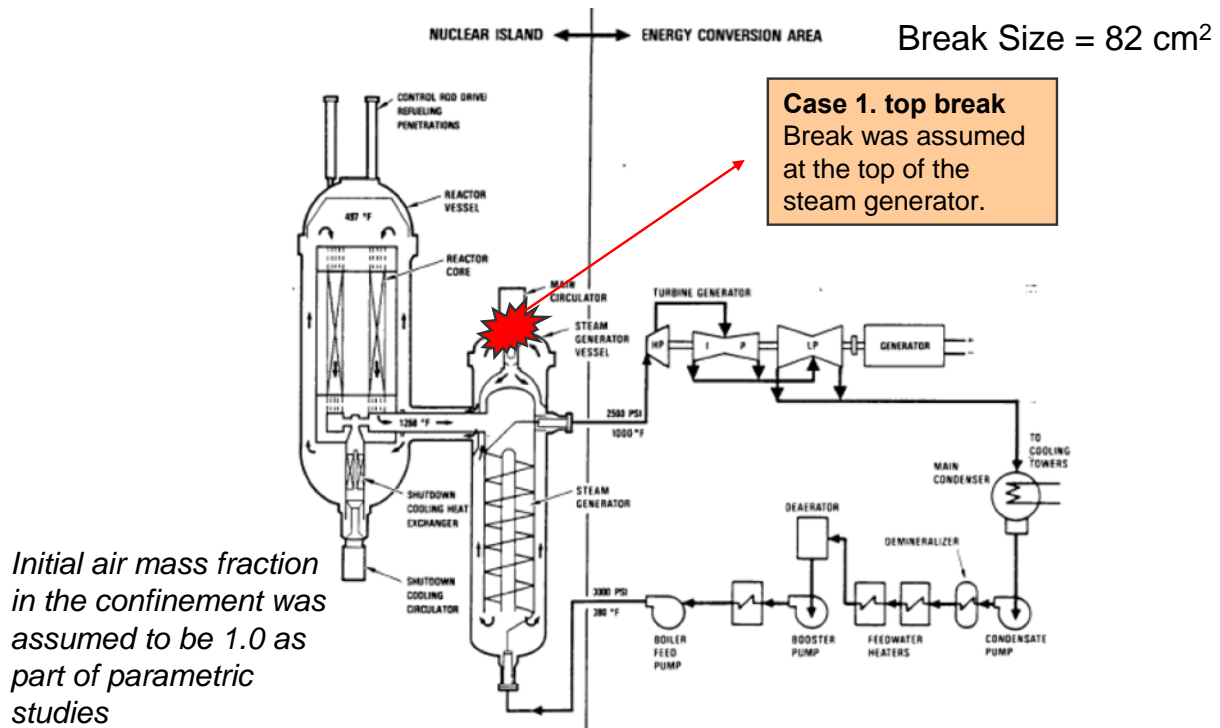 NUCLEAR ISLAND
ENERGY CONVERSION AREA
Break Size = 82 cm²
Case 1. top break
Break was assumed
at the top of the
steam generator.
CONTROL ROD DRIVE/
REFUELING
PENETRATIONS
REACTOR
VESSEL
497 °F
REACTOR
CORE
MAIN
CIRCULATOR
STEAM
GENERATOR
VESSEL
TURBINE GENERATOR
HP
I P
LP
GENERATOR
+
−
1268 °F
2500 PSI
1000 °F
TO
COOLING
TOWERS
MAIN
CONDENSER
SHUTDOWN
COOLING HEAT
EXCHANGER
STEAM
GENERATOR
DEAERATOR
DEMINERALIZER
SHUTDOWN
COOLING
CIRCULATOR
3000 PSI
380 °F
BOILER
FEED
PUMP
BOOSTER
PUMP
FEEDWATER
HEATERS
CONDENSATE
PUMP
Initial air mass fraction
in the confinement was
assumed to be 1.0 as
part of parametric
studies